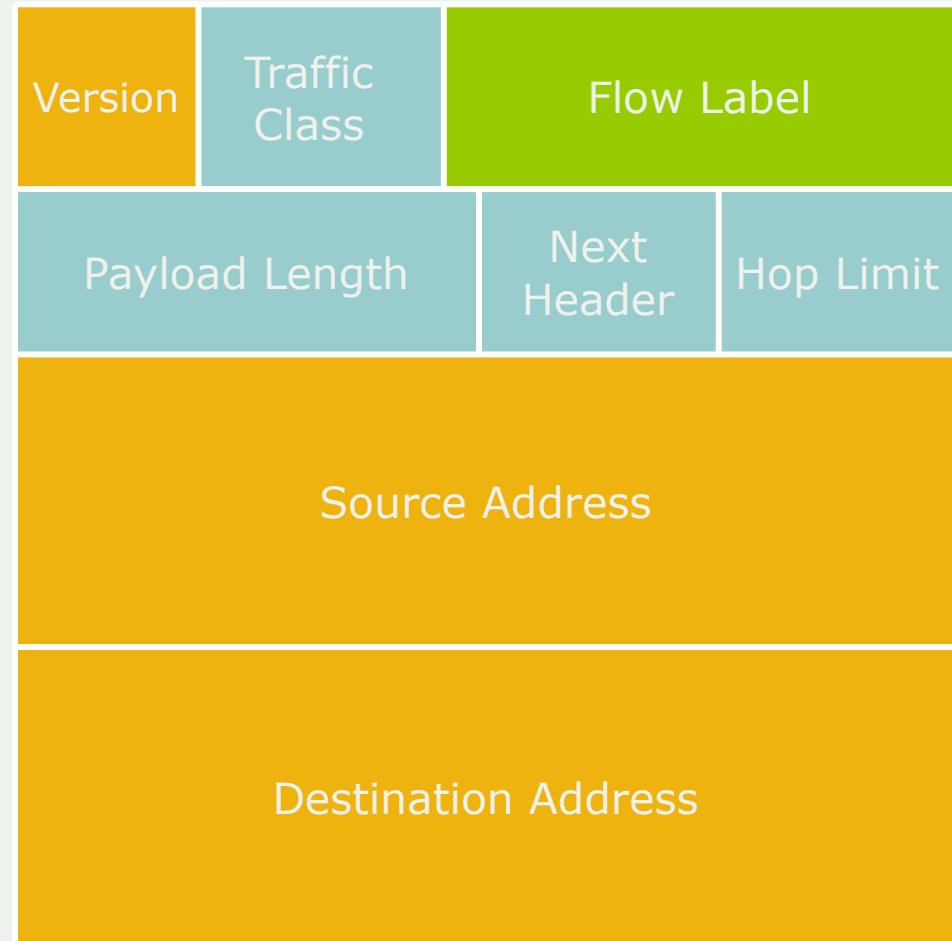 Version
Traffic
Class
Flow Label
Payload Length
Next
Header
Hop Limit
Source Address
Destination Address